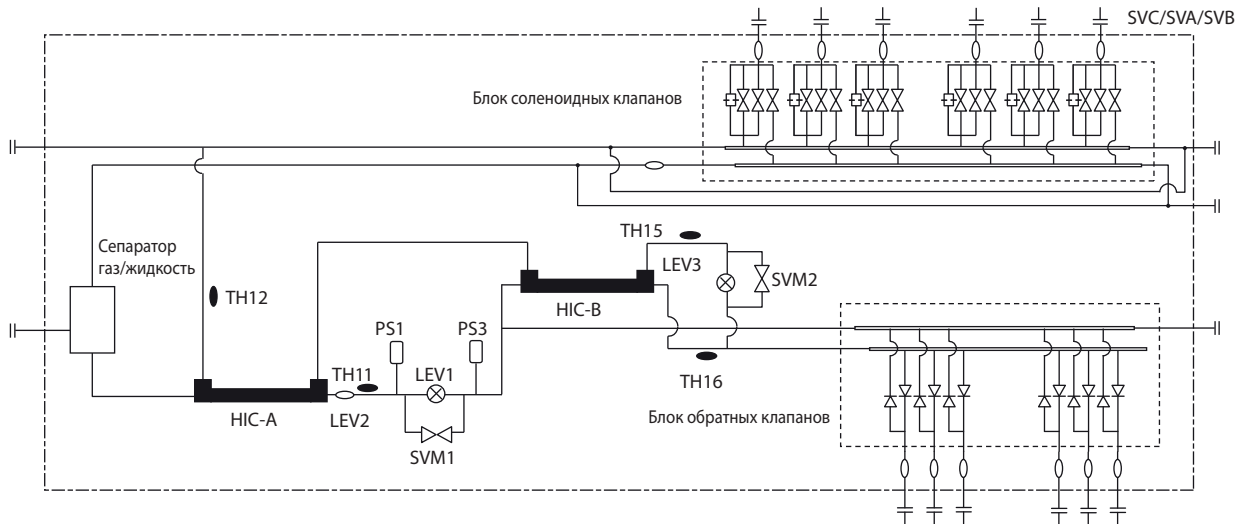 SVC/SVA/SVB
Блок соленоидных клапанов
Сепаратор
газ/жидкость
TH12
TH15
LEV3
SVM2
HIC-B
PS1
PS3
TH11
LEV1
TH16
HIC-A
LEV2
SVM1
Блок обратных клапанов